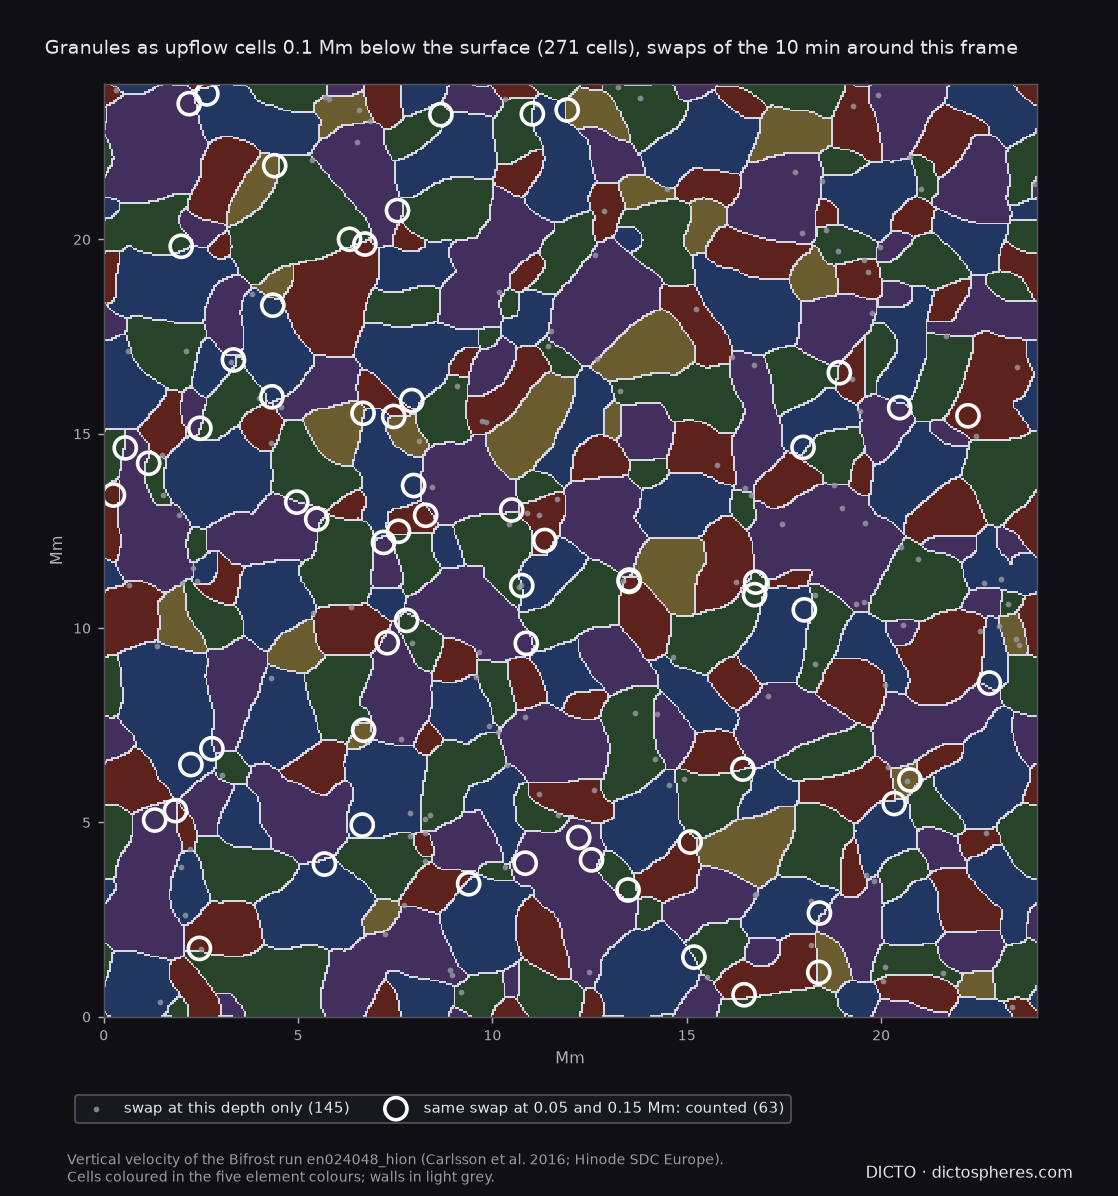 Granules as upflow cells 0.1 Mm below the surface (271 cells), swaps of the 10 min around this frame
20
15
10
5
0
Mm
0 5 10 15 20
Mm
swap at this depth only (145) same swap at 0.05 and 0.15 Mm: counted (63)
Vertical velocity of the Bifrost run en024048_hion (Carlsson et al. 2016; Hinode SDC Europe).
Cells coloured in the five element colours; walls in light grey.
DICTO · dictospheres.com